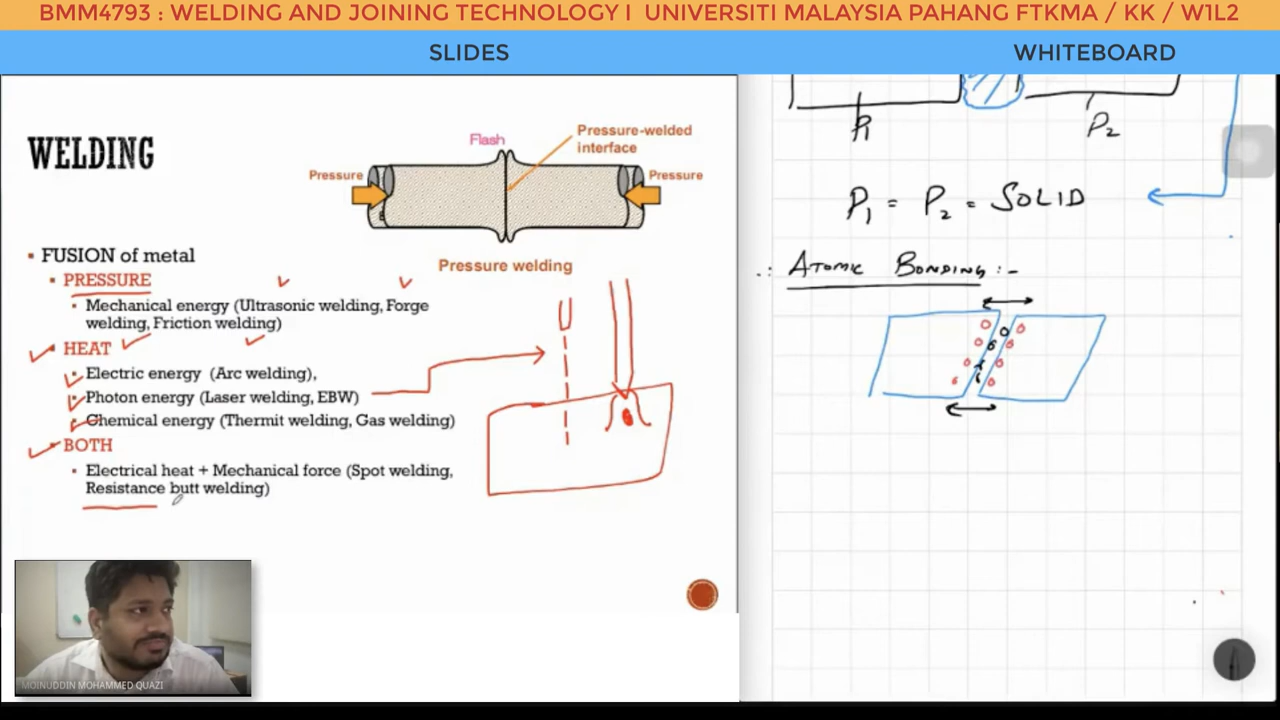 BMM4793 : WELDING AND JOINING TECHNOLOGY I UNIVERSITI MALAYSIA PAHANG FTKMA / KK / W1L2
SLIDES
WHITEBOARD
WELDING
Flash
Pressure-welded
interface
Pressure
Pressure
Pressure welding
FUSION of metal
PRESSURE
Mechanical energy (Ultrasonic welding, Forge
welding, Friction welding)
HEAT
Electric energy (Arc welding),
Photon energy (Laser welding, EBW)
Chemical energy (Thermit welding, Gas welding)
BOTH
Electrical heat + Mechanical force (Spot welding,
Resistance butt welding)
MOINUDDIN MOHAMMED QUAZI
P1
P2
P1 = P2 = SOLID
∴ ATOMIC BONDING :-